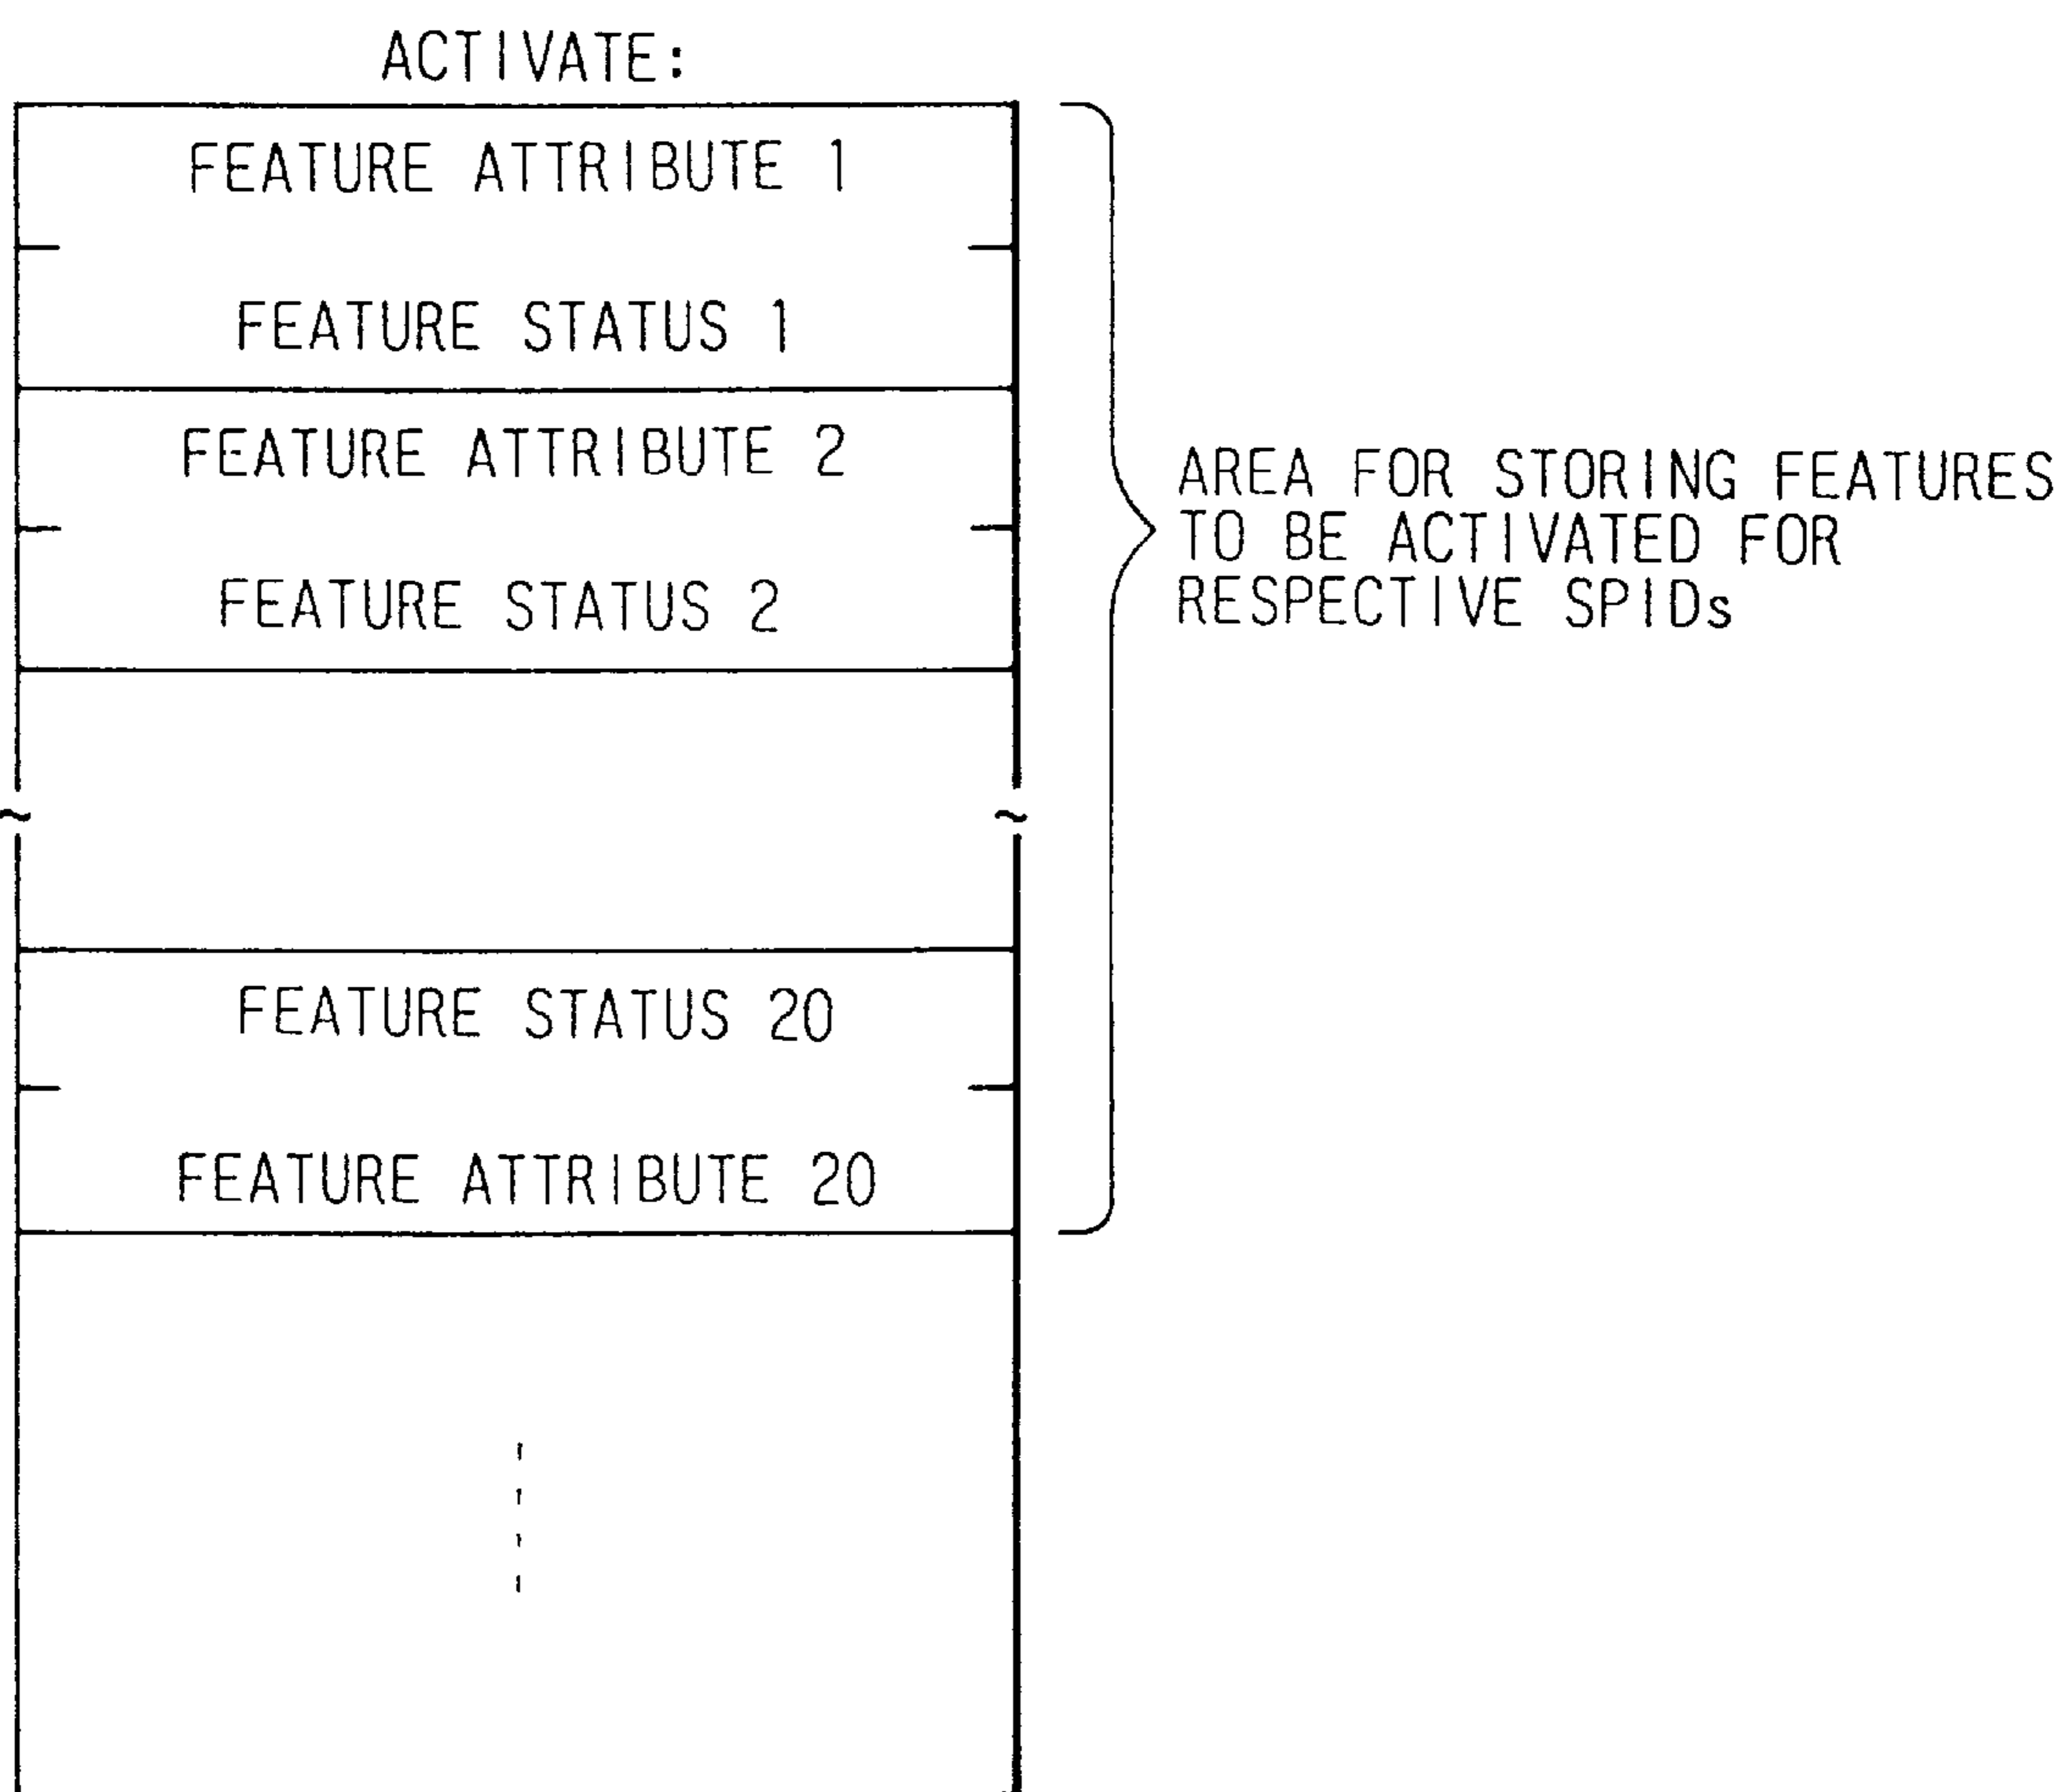 ACTIVATE:
FEATURE ATTRIBUTE 1
FEATURE STATUS 1
FEATURE ATTRIBUTE 2
FEATURE STATUS 2
AREA FOR STORING FEATURES
TO BE ACTIVATED FOR
RESPECTIVE SPIDs
FEATURE STATUS 20
FEATURE ATTRIBUTE 20